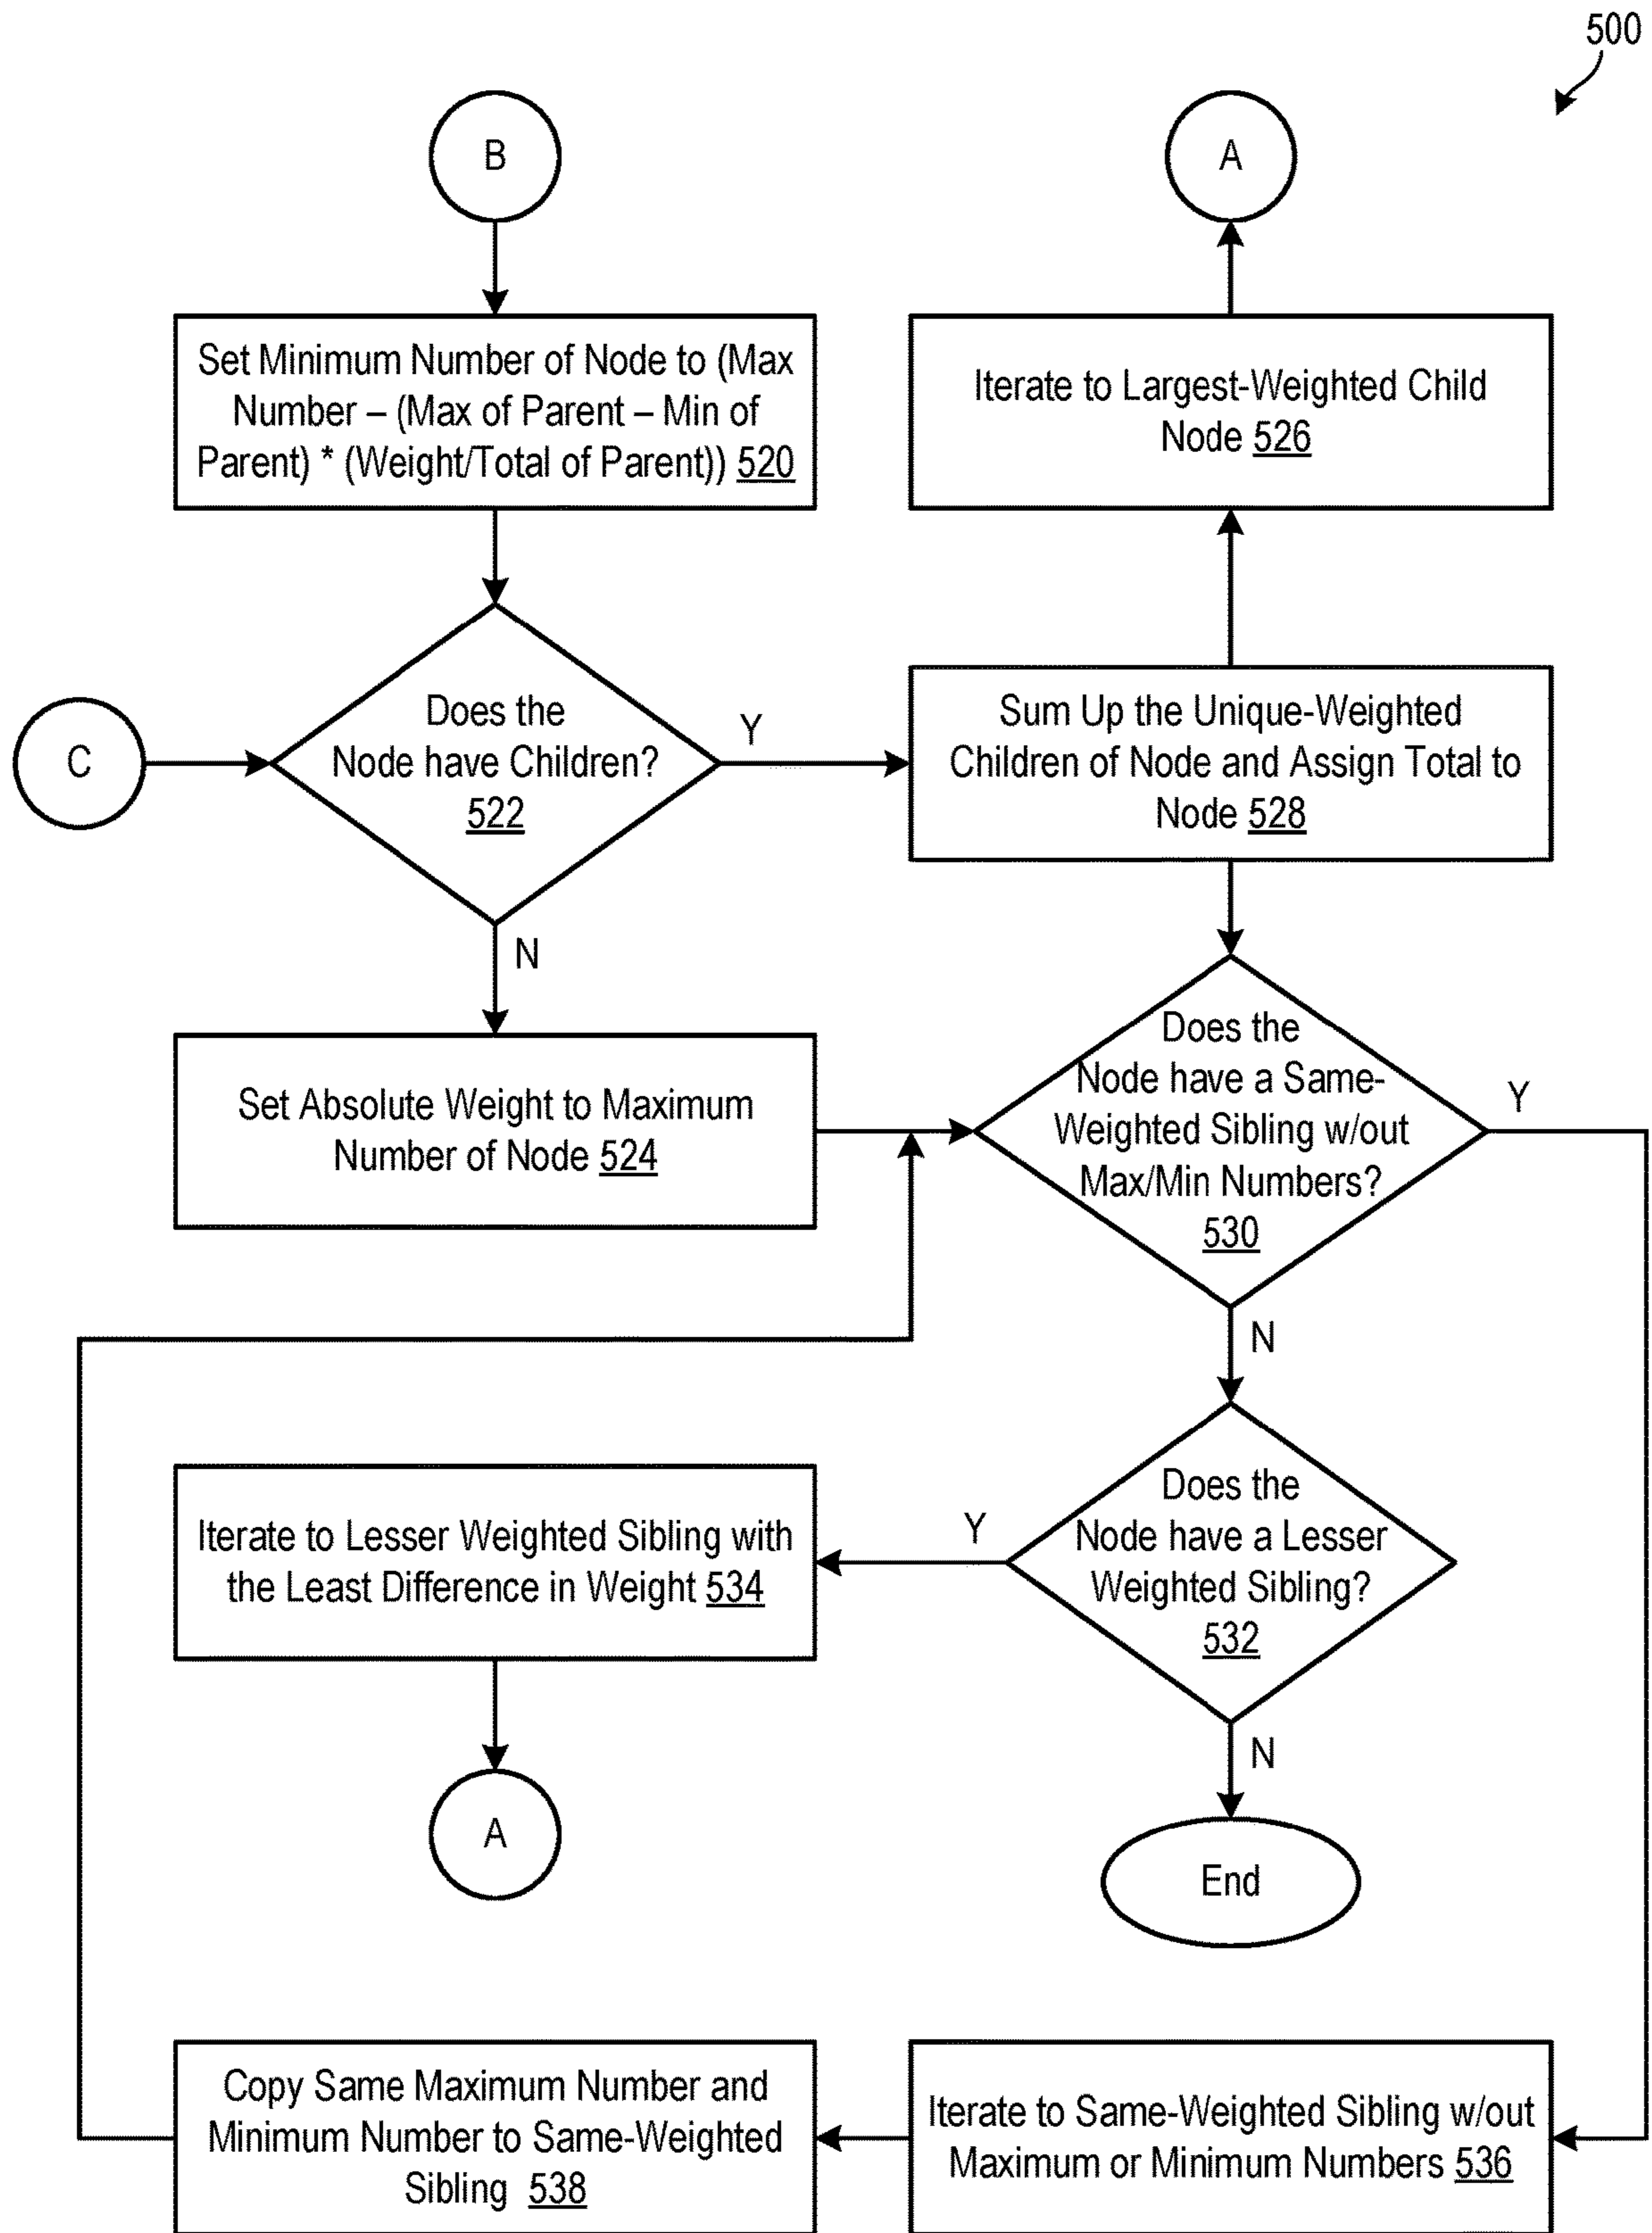 500
B
A
Set Minimum Number of Node to (Max
Number – (Max of Parent – Min of
Parent) * (Weight/Total of Parent)) 520
Iterate to Largest-Weighted Child
Node 526
C
Does the
Node have Children?
522
Y
Sum Up the Unique-Weighted
Children of Node and Assign Total to
Node 528
N
Set Absolute Weight to Maximum
Number of Node 524
Does the
Node have a Same-
Weighted Sibling w/out
Max/Min Numbers?
530
Y
N
Iterate to Lesser Weighted Sibling with
the Least Difference in Weight 534
Y
Does the
Node have a Lesser
Weighted Sibling?
532
N
A
End
Copy Same Maximum Number and
Minimum Number to Same-Weighted
Sibling 538
Iterate to Same-Weighted Sibling w/out
Maximum or Minimum Numbers 536